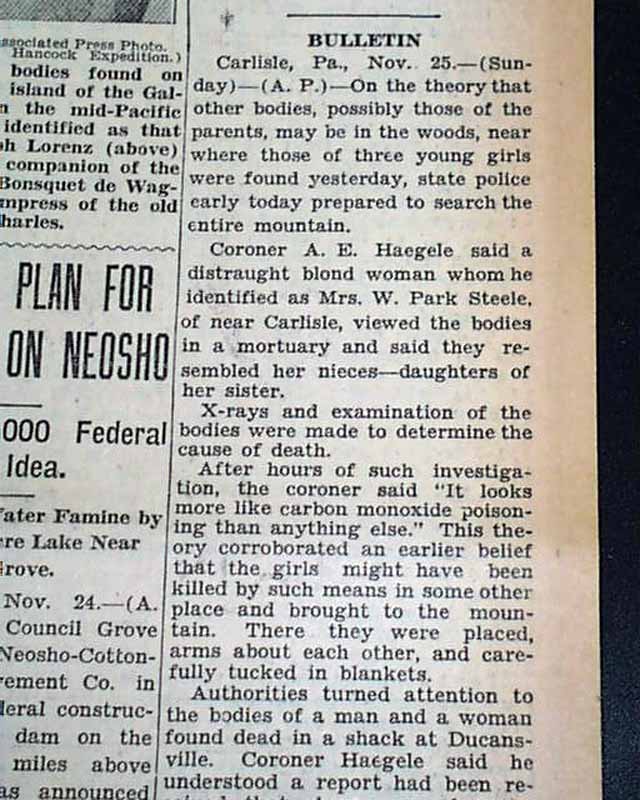 ssociated Press Photo.
Hancock Expedition.)
bodies found on
island of the Gal-
the mid-Pacific
identified as that
Lorenz (above)
companion of the
Bonsquet de Wag-
mpress of the old
harles.
PLAN FOR
ON NEOSHO
000 Federal
Idea.
ater Famine by
re Lake Near
rove.
Nov. 24.—(A.
Council Grove
Neosho-Cotton-
ement Co. in
eral construc-
dam on the
miles above
as announced
BULLETIN
Carlisle, Pa., Nov. 25.—(Sun-
day)—(A. P.)—On the theory that
other bodies, possibly those of the
parents, may be in the woods, near
where those of three young girls
were found yesterday, state police
early today prepared to search the
entire mountain.
Coroner A. E. Haegele said a
distraught blond woman whom he
identified as Mrs. W. Park Steele,
of near Carlisle, viewed the bodies
in a mortuary and said they re-
sembled her nieces—daughters of
her sister.
X-rays and examination of the
bodies were made to determine the
cause of death.
After hours of such investiga-
tion, the coroner said "It looks
more like carbon monoxide poison-
ing than anything else." This the-
ory corroborated an earlier belief
that the girls might have been
killed by such means in some other
place and brought to the moun-
tain. There they were placed,
arms about each other, and care-
fully tucked in blankets.
Authorities turned attention to
the bodies of a man and a woman
found dead in a shack at Ducans-
ville. Coroner Haegele said he
understood a report had been re-